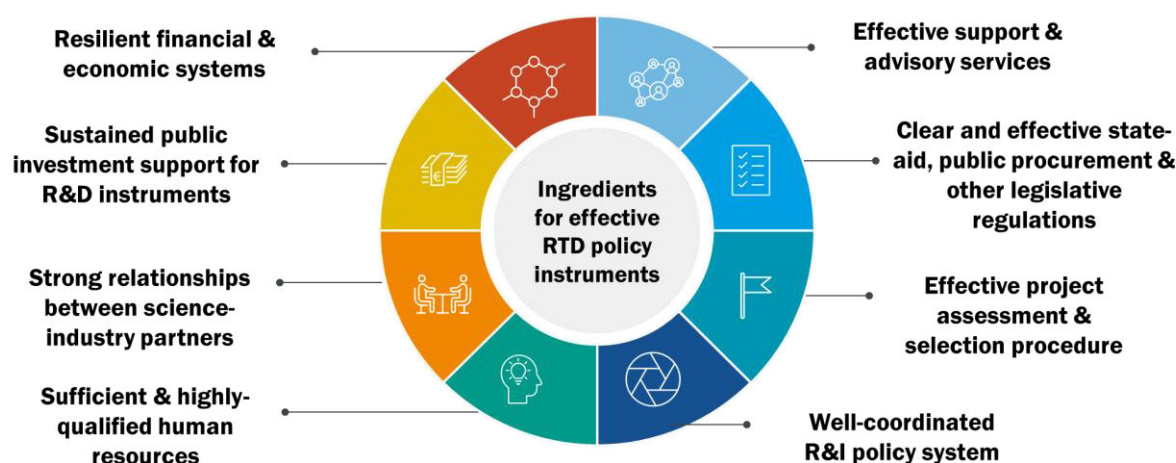 Resilient financial &
economic systems
Sustained public
investment support for
R&D instruments
Strong relationships
between science-
industry partners
Sufficient & highly-
qualified human
resources
Ingredients
for effective
RTD policy
instruments
Effective support &
advisory services
Clear and effective state-
aid, public procurement &
other legislative
regulations
Effective project
assessment &
selection procedure
Well-coordinated
R&I policy system